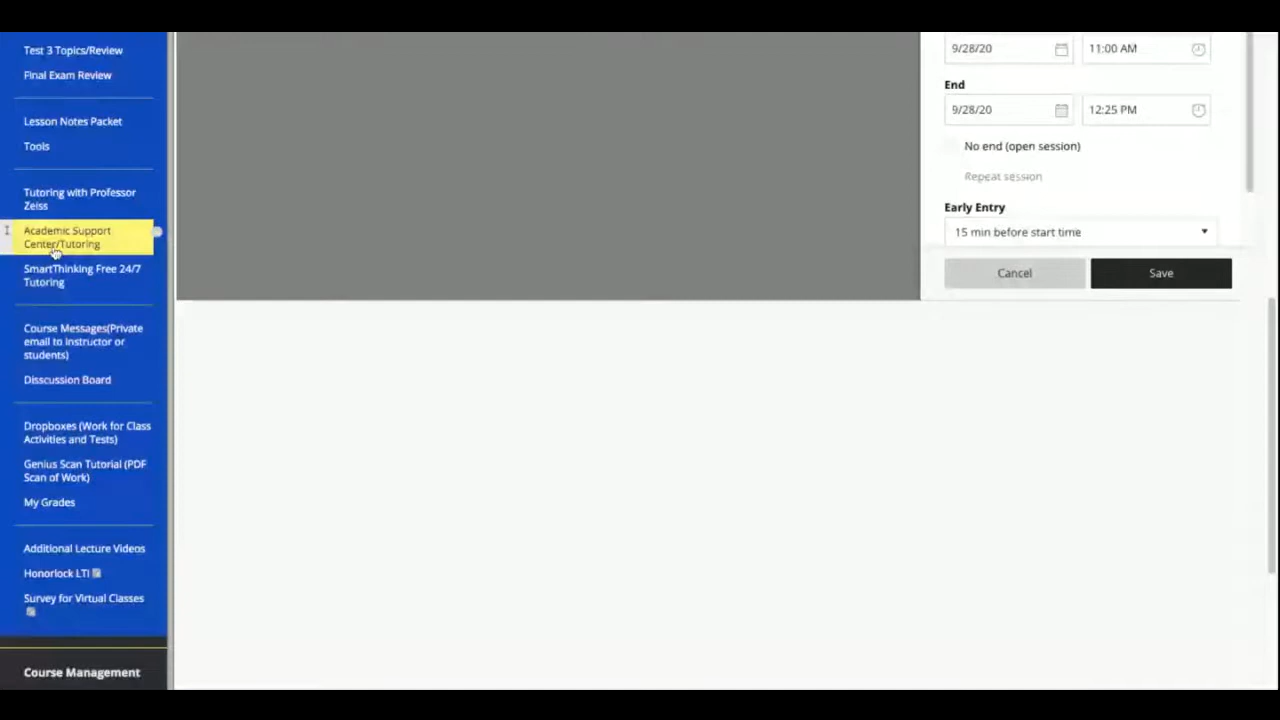 Test 3 Topics/Review
Final Exam Review
Lesson Notes Packet
Tools
Tutoring with Professor
Zeiss
Academic Support
Center/Tutoring
SmartThinking Free 24/7
Tutoring
Course Messages(Private
email to instructor or
students)
Disscussion Board
Dropboxes (Work for Class
Activities and Tests)
Genius Scan Tutorial (PDF
Scan of Work)
My Grades
Additional Lecture Videos
Honorlock LTI
Survey for Virtual Classes
Course Management
9/28/20 11:00 AM
End
9/28/20 12:25 PM
No end (open session)
Repeat session
Early Entry
15 min before start time
Cancel Save